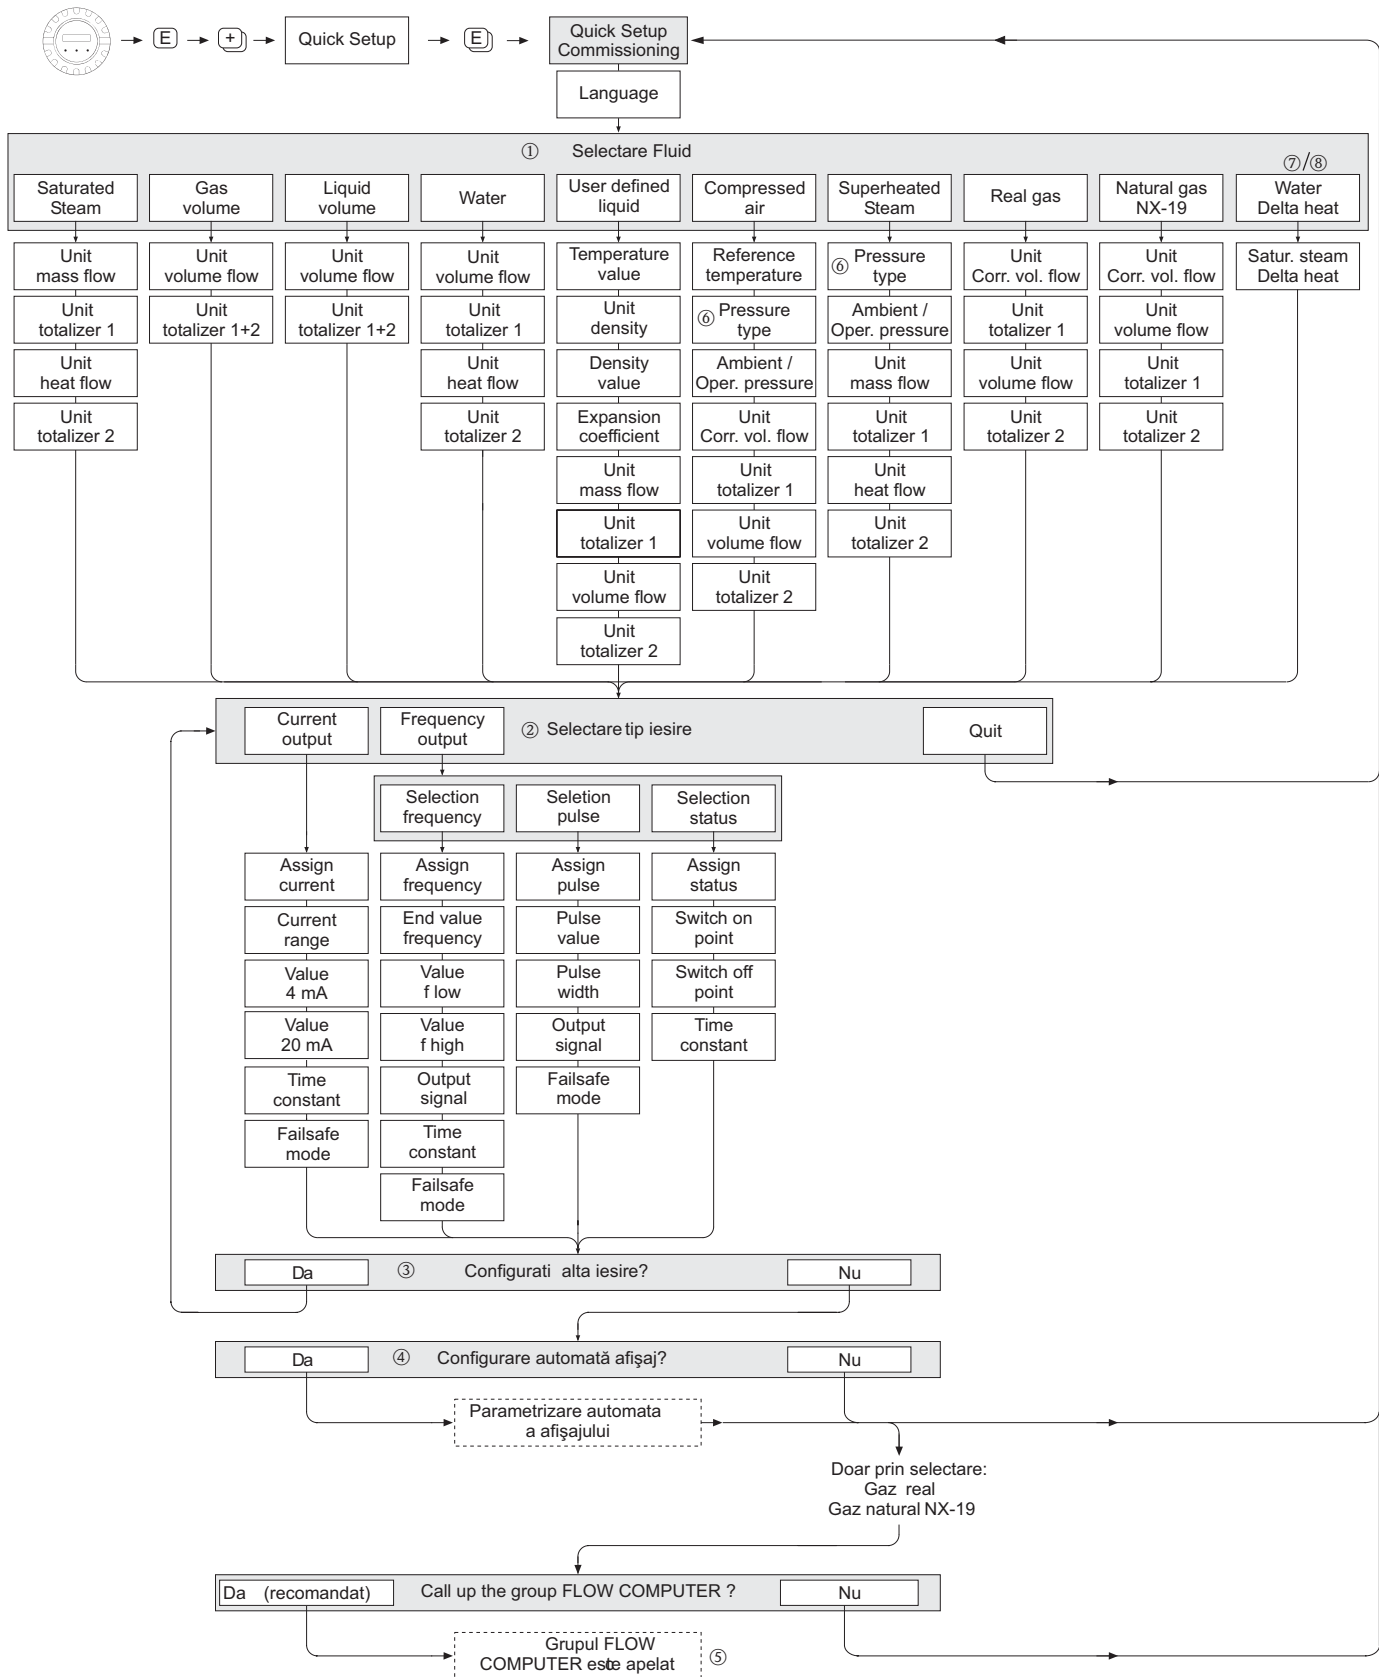 E
+
Quick Setup
E
Quick Setup
Commissioning
Language
① Selectare Fluid
⑦/⑧
Saturated
Steam
Gas
volume
Liquid
volume
Water
User defined
liquid
Compressed
air
Superheated
Steam
Real gas
Natural gas
NX-19
Water
Delta heat
Unit
mass flow
Unit
totalizer 1
Unit
heat flow
Unit
totalizer 2
Unit
volume flow
Unit
totalizer 1+2
Unit
volume flow
Unit
totalizer 1+2
Unit
volume flow
Unit
totalizer 1
Unit
heat flow
Unit
totalizer 2
Temperature
value
Unit
density
Density
value
Expansion
coefficient
Unit
mass flow
Unit
totalizer 1
Unit
volume flow
Unit
totalizer 2
Reference
temperature
⑥ Pressure
type
Ambient /
Oper. pressure
Unit
Corr. vol. flow
Unit
totalizer 1
Unit
volume flow
Unit
totalizer 2
⑥ Pressure
type
Ambient /
Oper. pressure
Unit
mass flow
Unit
totalizer 1
Unit
heat flow
Unit
totalizer 2
Unit
Corr. vol. flow
Unit
totalizer 1
Unit
volume flow
Unit
totalizer 2
Unit
Corr. vol. flow
Unit
volume flow
Unit
totalizer 1
Unit
totalizer 2
Satur. steam
Delta heat
Current
output
Frequency
output
② Selectare tip iesire
Quit
Selection
frequency
Seletion
pulse
Selection
status
Assign
current
Current
range
Value
4 mA
Value
20 mA
Time
constant
Failsafe
mode
Assign
frequency
End value
frequency
Value
f low
Value
f high
Output
signal
Time
constant
Failsafe
mode
Assign
pulse
Pulse
value
Pulse
width
Output
signal
Failsafe
mode
Assign
status
Switch on
point
Switch off
point
Time
constant
Da ③ Configurati alta iesire? Nu
Da ④ Configurare automată afişaj? Nu
Parametrizare automata
a afişajului
Doar prin selectare:
Gaz real
Gaz natural NX-19
Da (recomandat) Call up the group FLOW COMPUTER ? Nu
Grupul FLOW
COMPUTER este apelat ⑤